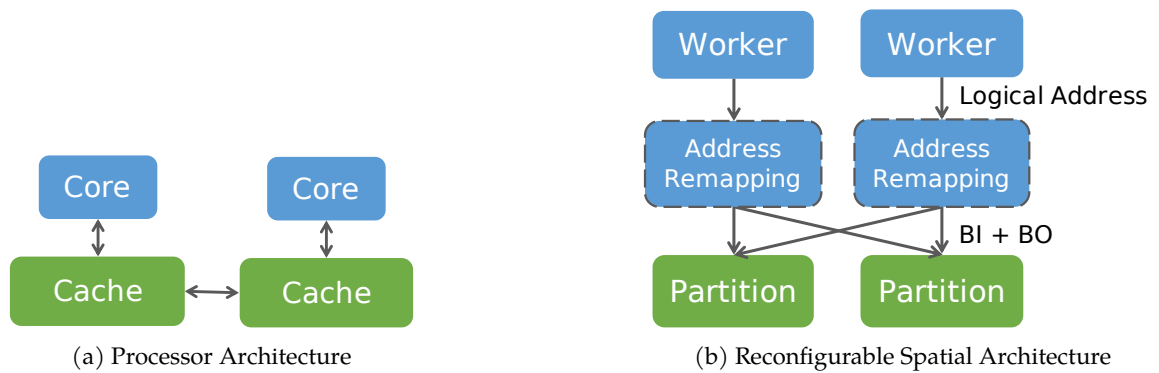 Core
Core
Cache
Cache
(a) Processor Architecture
Worker
Worker
Logical Address
Address
Remapping
Address
Remapping
BI + BO
Partition
Partition
(b) Reconfigurable Spatial Architecture